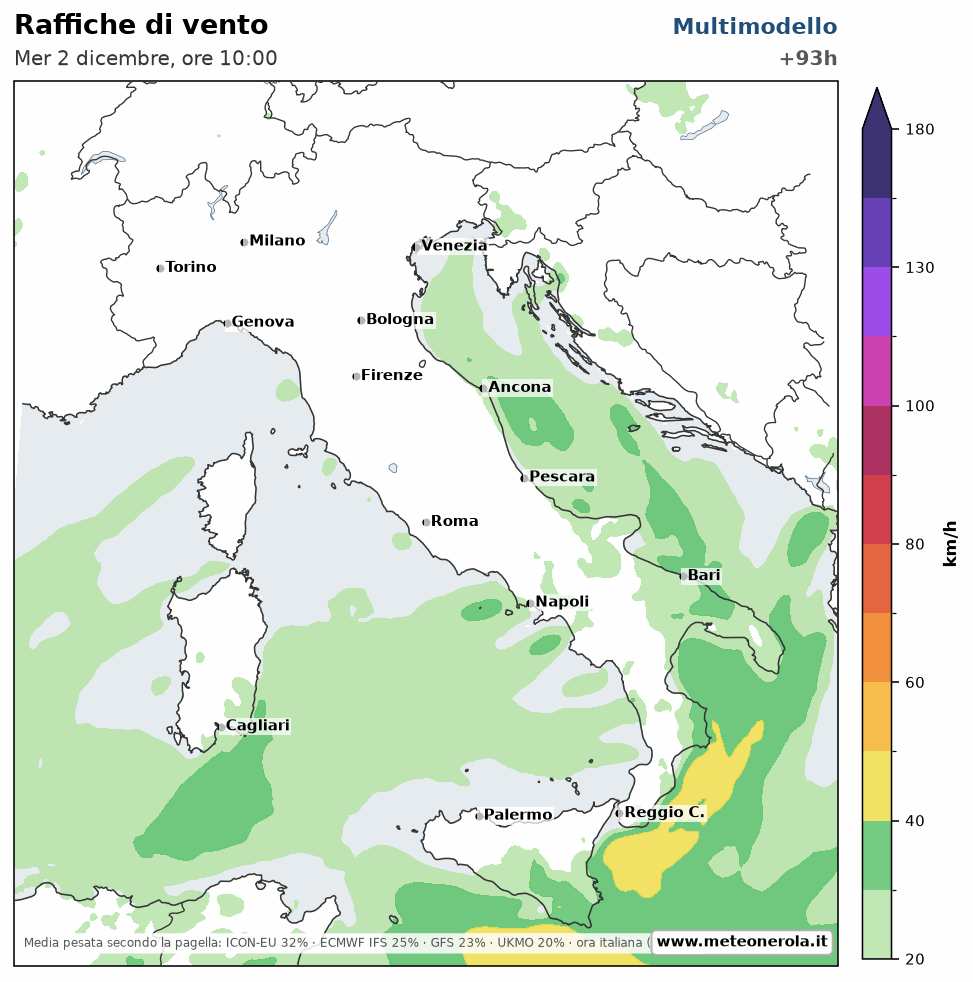 Raffiche di vento
Multimodello
Mer 2 dicembre, ore 10:00
+93h
180
Milano
Venezia
Torino
130
Genova
Bologna
Firenze
Ancona
100
Pescara
Roma
80
km/h
Bari
Napoli
60
Cagliari
Palermo
Reggio C.
40
Media pesata secondo la pagella: ICON-EU 32% · ECMWF IFS 25% · GFS 23% · UKMO 20% · ora italiana (
www.meteonerola.it
20